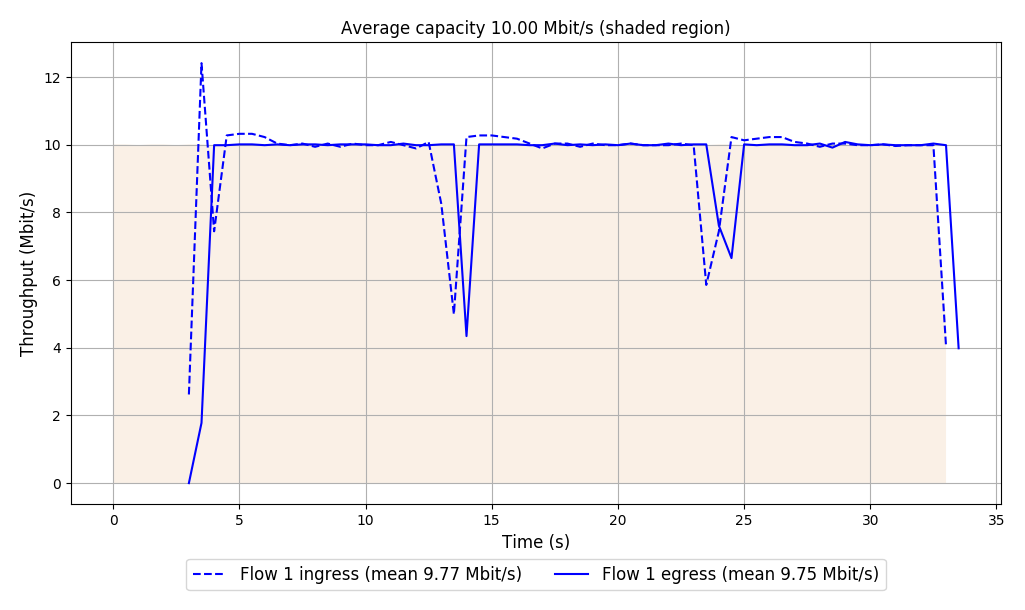 Average capacity 10.00 Mbit/s (shaded region)
Throughput (Mbit/s)
12
10
8
6
4
2
0
0 5 10 15 20 25 30 35
Time (s)
Flow 1 ingress (mean 9.77 Mbit/s) Flow 1 egress (mean 9.75 Mbit/s)